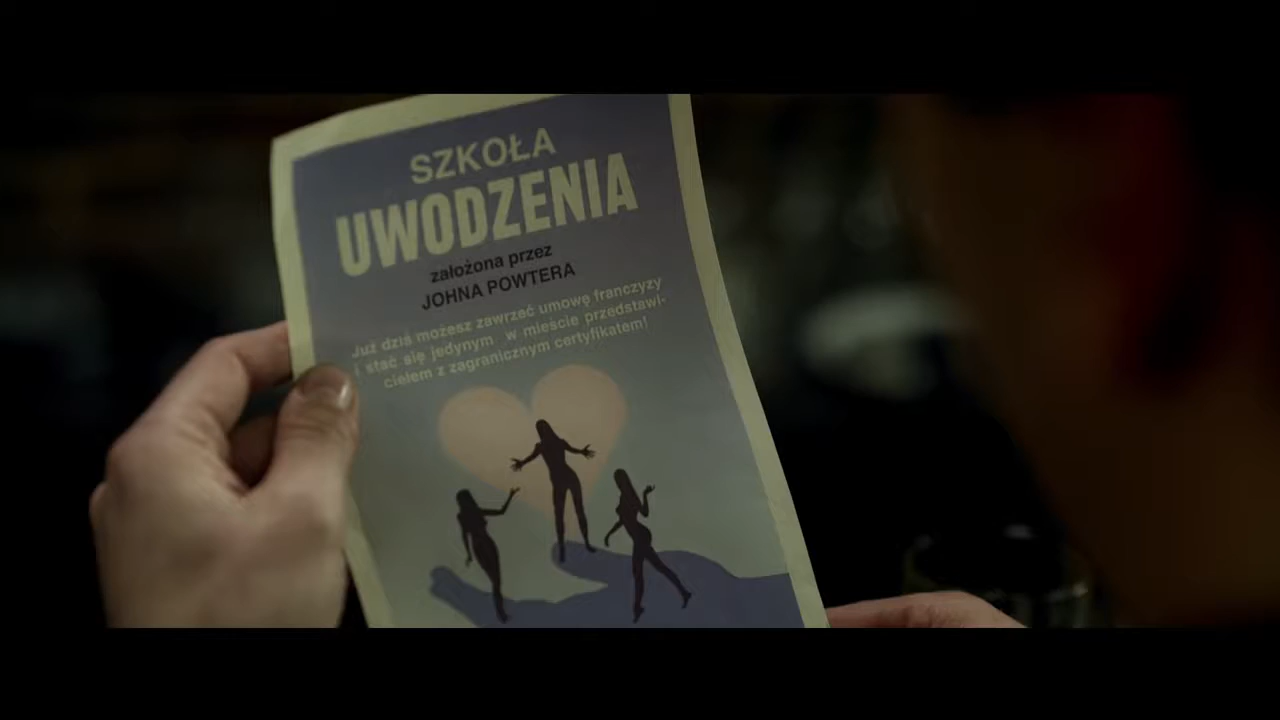 SZKOŁA
UWODZENIA
założona przez
JOHNA POWTERA
Już dziś możesz zawrzeć umowę franczyzy
i stać się jedynym w mieście przedstawi-
cielem z zagranicznym certyfikatem!